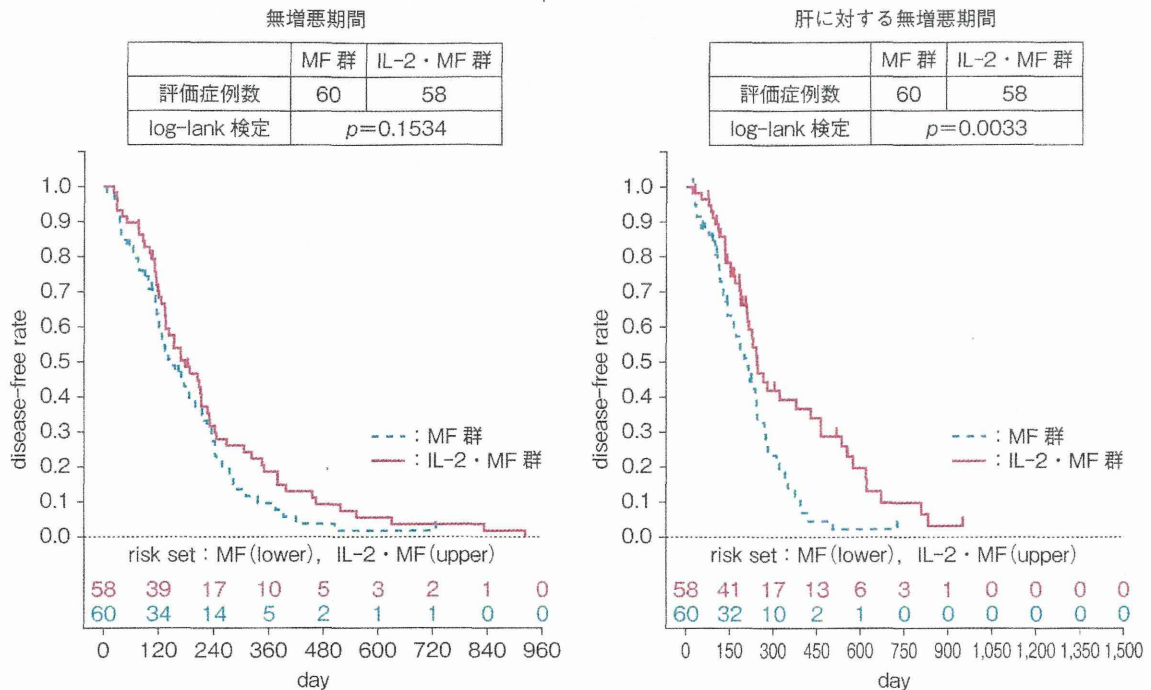 無増悪期間
MF 群 IL-2・MF 群
評価症例数 60 58
log-lank 検定 p=0.1534
disease-free rate
1.0
0.9
0.8
0.7
0.6
0.5
0.4
0.3
0.2
0.1
0.0
：MF 群
：IL-2・MF 群
risk set：MF(lower), IL-2・MF(upper)
58 39 17 10 5 3 2 1 0
60 34 14 5 2 1 1 0 0
0 120 240 360 480 600 720 840 960
day
肝に対する無増悪期間
MF 群 IL-2・MF 群
評価症例数 60 58
log-lank 検定 p=0.0033
disease-free rate
1.0
0.9
0.8
0.7
0.6
0.5
0.4
0.3
0.2
0.1
0.0
：MF 群
：IL-2・MF 群
risk set：MF(lower), IL-2・MF(upper)
58 41 17 13 6 3 1 0 0 0 0
60 32 10 2 1 0 0 0 0 0 0
0 150 300 450 600 750 900 1,050 1,200 1,350 1,500
day